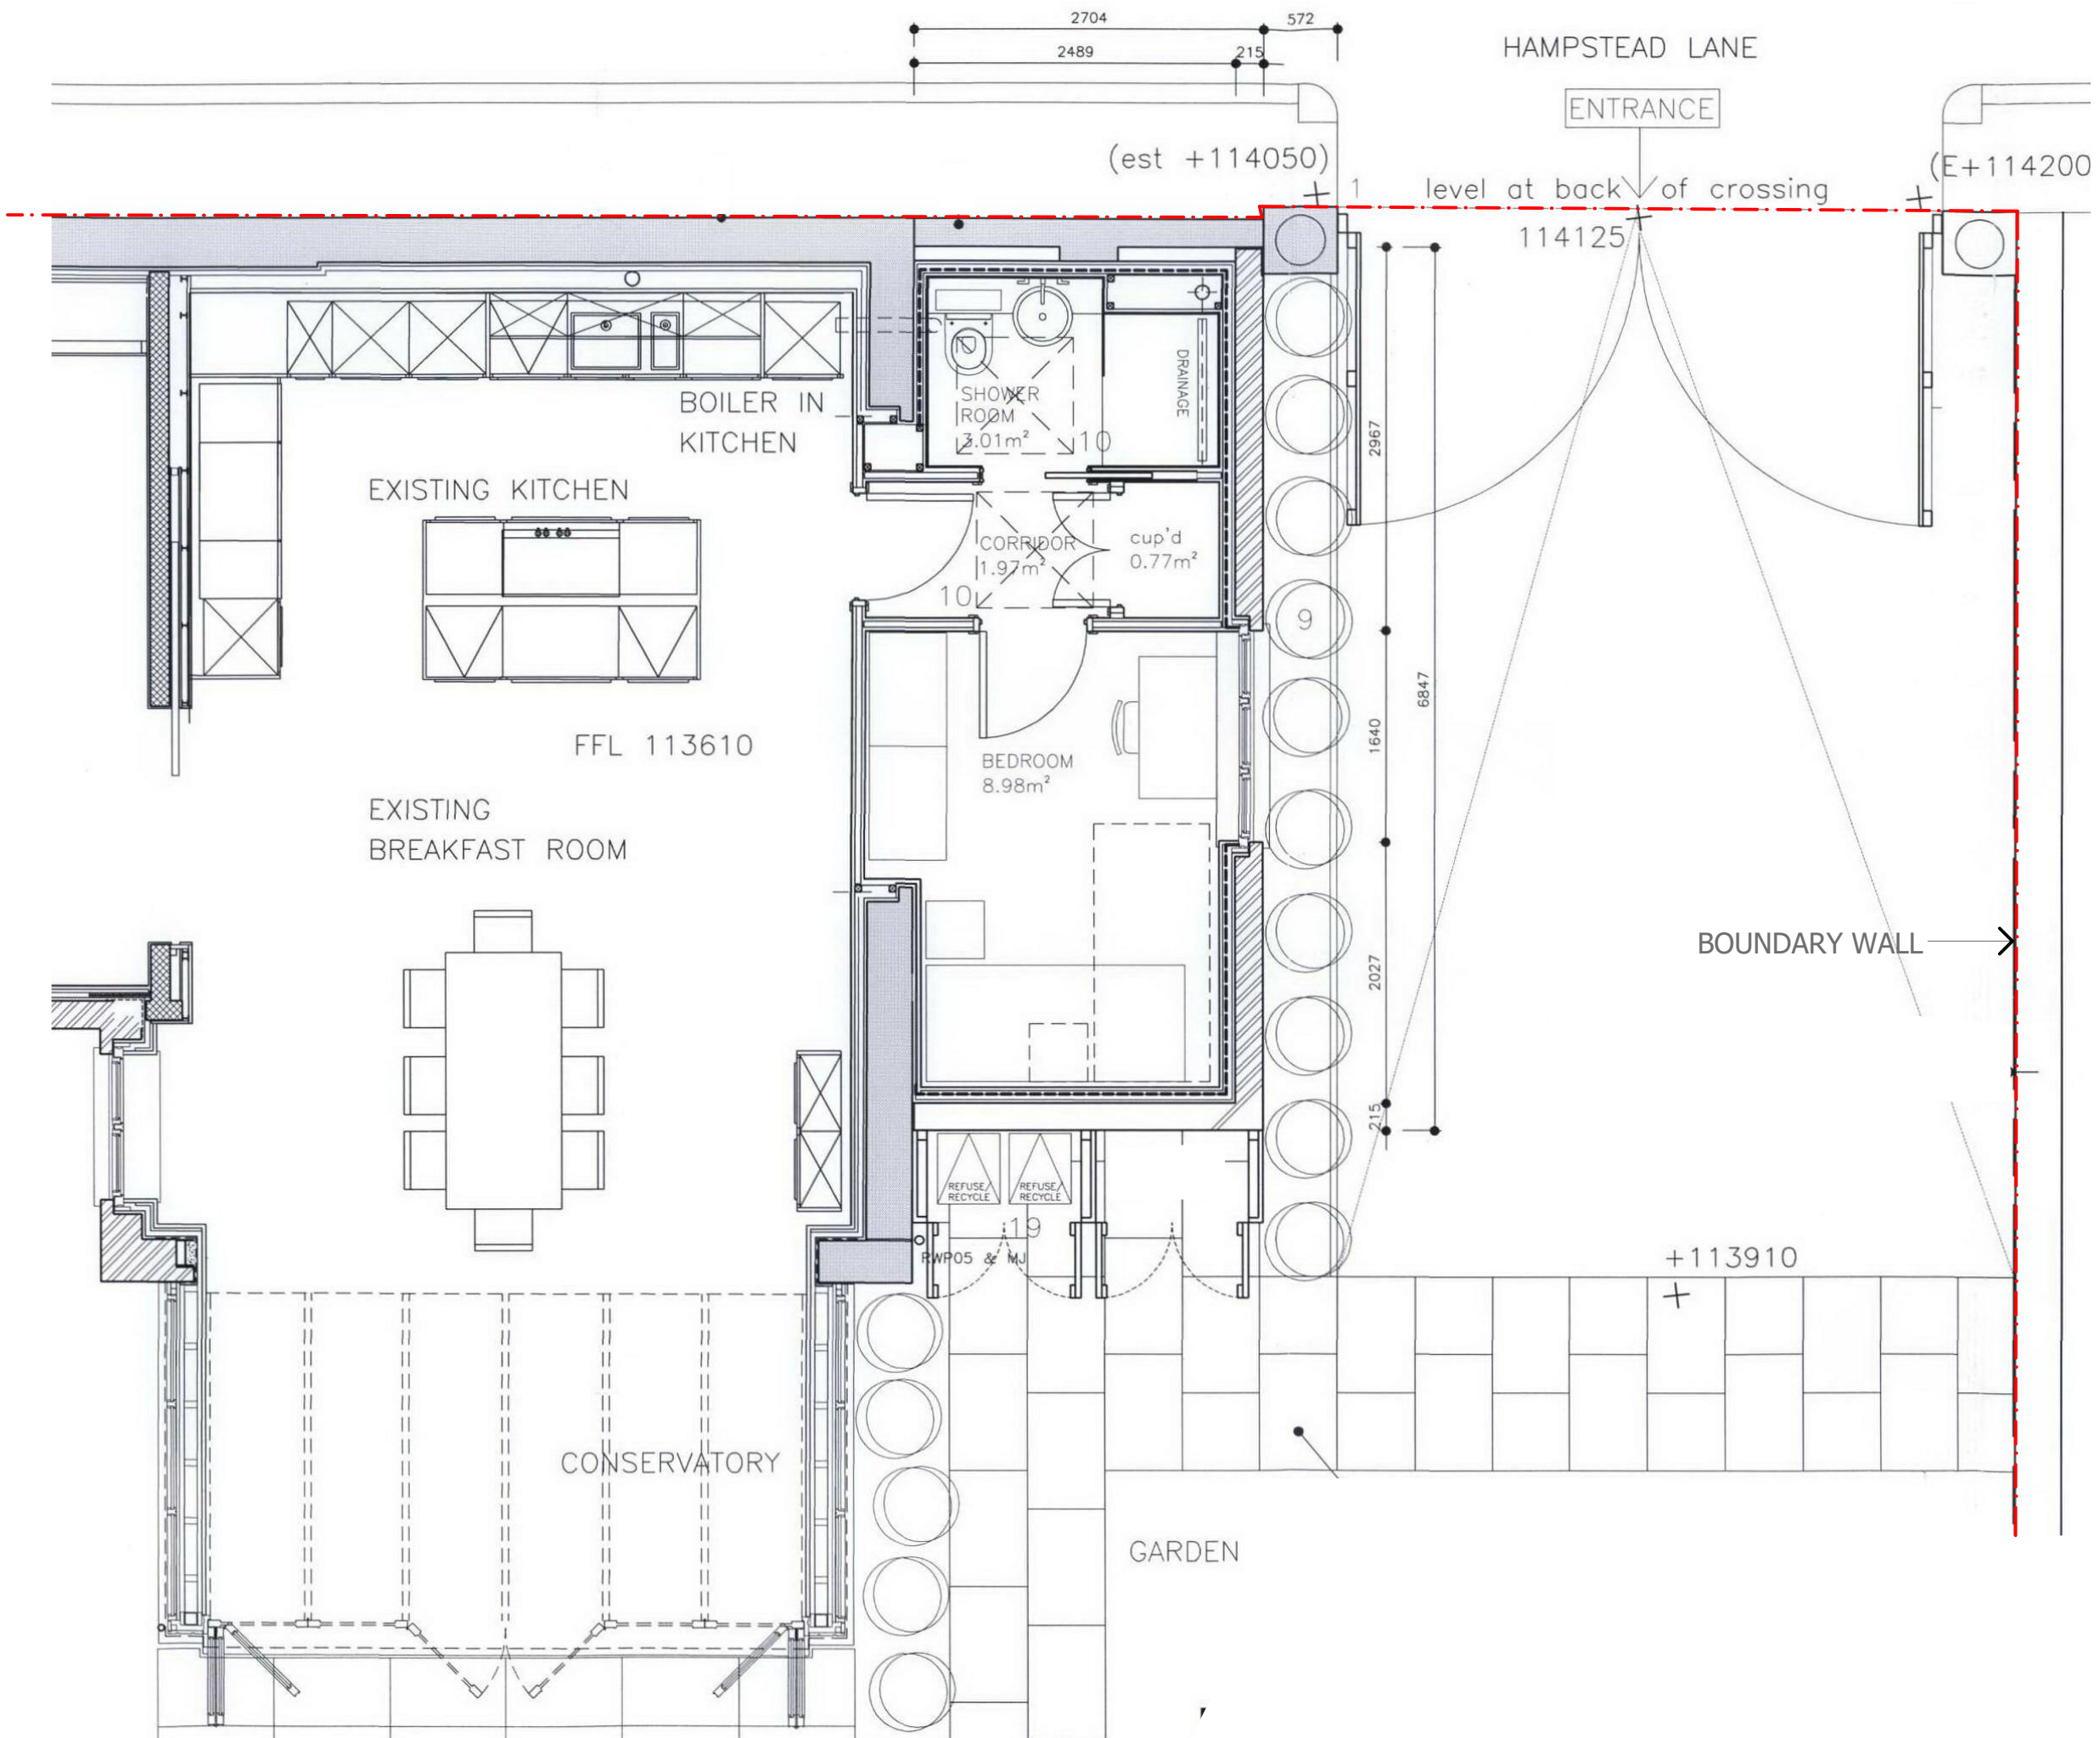 2704
572
2489
215
HAMPSTEAD LANE
ENTRANCE
(est +114050)
1
level at back of crossing
(E+114200
114125
DRAINAGE
SHOWER
ROOM
3.01m²
10
BOILER IN
KITCHEN
2967
EXISTING KITCHEN
CORRIDOR
1.97m²
10
cup'd
0.77m²
9
6847
1640
FFL 113610
BEDROOM
8.98m²
EXISTING
BREAKFAST ROOM
BOUNDARY WALL
2027
215
REFUSE/
RECYCLE
REFUSE/
RECYCLE
19
RWP05 & MJ
+113910
CONSERVATORY
GARDEN